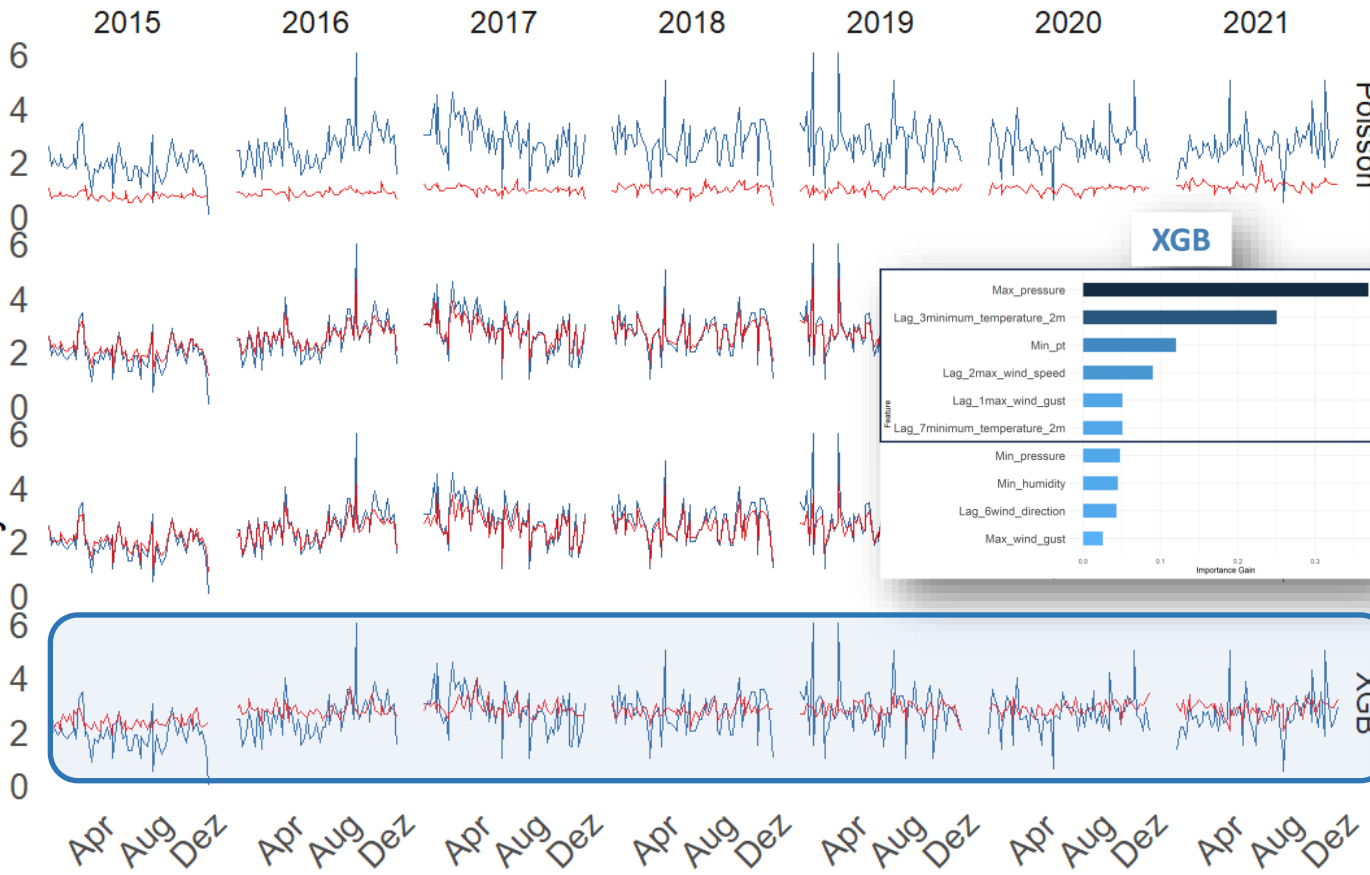 2015 2016 2017 2018 2019 2020 2021
6
4
2
0
Poisson
6
4
2
0
6
4
2
0
6
4
2
0
XGB
XGB
Feature
Max_pressure
Lag_3minimum_temperature_2m
Min_pt
Lag_2max_wind_speed
Lag_1max_wind_gust
Lag_7minimum_temperature_2m
Min_pressure
Min_humidity
Lag_6wind_direction
Max_wind_gust
0.0 0.1 0.2 0.3
Importance Gain
Apr Aug Dez Apr Aug Dez Apr Aug Dez Apr Aug Dez Apr Aug Dez Apr Aug Dez Apr Aug Dez